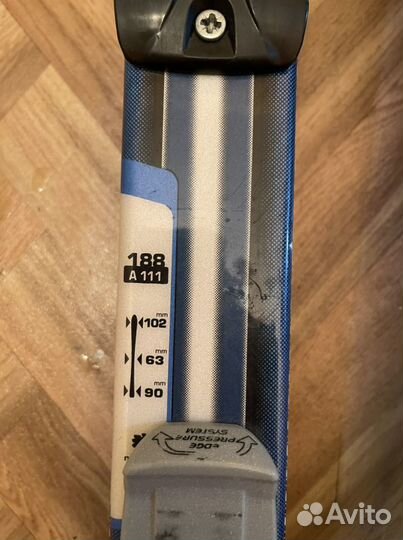 188
A 111
mm
102
mm
63
mm
90
EDGE
PRESSURE
SYSTEM
Avito